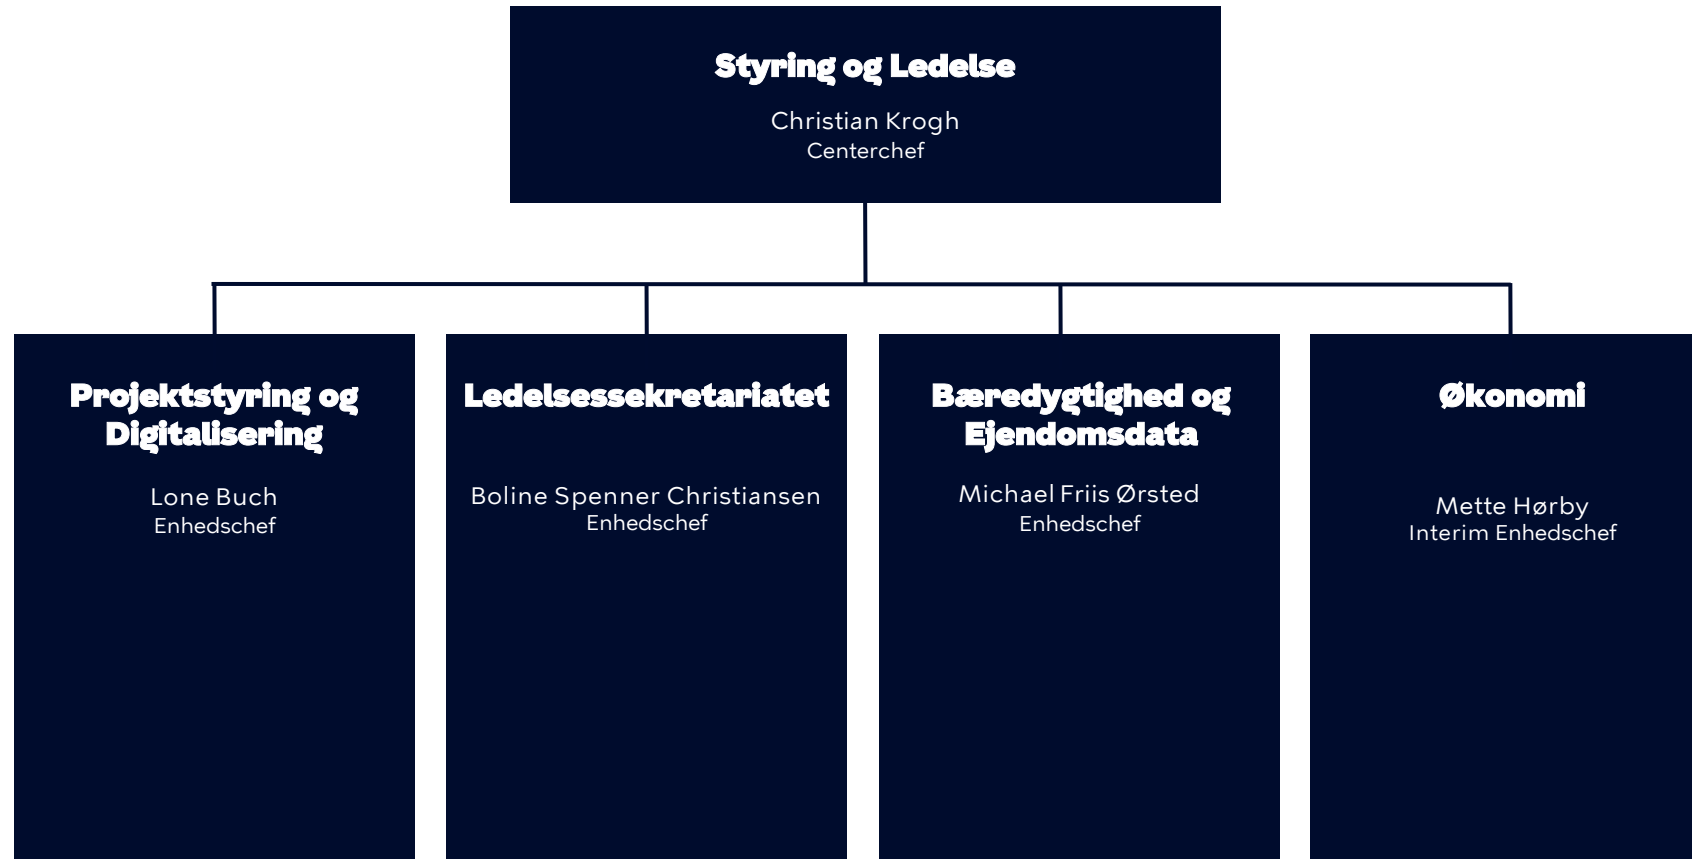 Styring og Ledelse
Christian Krogh
Centerchef
Projektstyring og
Digitalisering
Lone Buch
Enhedschef
Ledelsessekretariatet
Boline Spenner Christiansen
Enhedschef
Bæredygtighed og
Ejendomsdata
Michael Friis Ørsted
Enhedschef
Økonomi
Mette Hørby
Interim Enhedschef